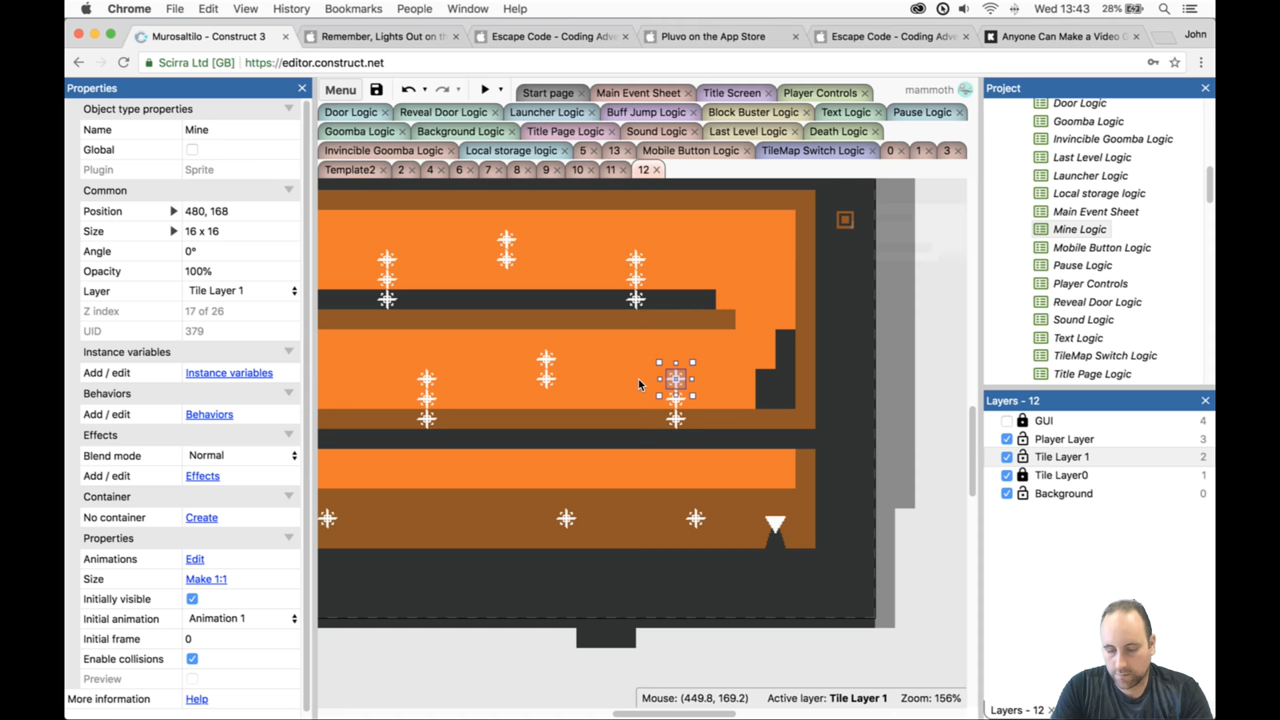 Chrome File Edit View History Bookmarks People Window Help Wed 13:43 28%
Murosaltilo - Construct 3 Remember, Lights Out on th Escape Code - Coding Adve Pluvo on the App Store Escape Code - Coding Adve Anyone Can Make a Video G John
Scirra Ltd [GB] https://editor.construct.net
Properties Menu Start page Main Event Sheet Title Screen Player Controls mammoth Project
Door Logic Reveal Door Logic Launcher Logic Buff Jump Logic Block Buster Logic Text Logic Pause Logic
Goomba Logic Background Logic Title Page Logic Sound Logic Last Level Logic Death Logic
Invincible Goomba Logic Local storage logic 5 13 Mobile Button Logic TileMap Switch Logic 0 1 3
Template2 2 4 6 7 8 9 10 11 12
Object type properties
Name Mine
Global
Plugin Sprite
Common
Position 480, 168
Size 16 x 16
Angle 0°
Opacity 100%
Layer Tile Layer 1
Z index 17 of 26
UID 379
Instance variables
Add / edit Instance variables
Behaviors
Add / edit Behaviors
Effects
Blend mode Normal
Add / edit Effects
Container
No container Create
Properties
Animations Edit
Size Make 1:1
Initially visible
Initial animation Animation 1
Initial frame 0
Enable collisions
Preview
More information Help
Door Logic
Goomba Logic
Invincible Goomba Logic
Last Level Logic
Launcher Logic
Local storage logic
Main Event Sheet
Mine Logic
Mobile Button Logic
Pause Logic
Player Controls
Reveal Door Logic
Sound Logic
Text Logic
TileMap Switch Logic
Title Page Logic
Layers - 12
GUI 4
Player Layer 3
Tile Layer 1 2
Tile Layer0 1
Background 0
Mouse: (449.8, 169.2) Active layer: Tile Layer 1 Zoom: 156%
Layers - 12